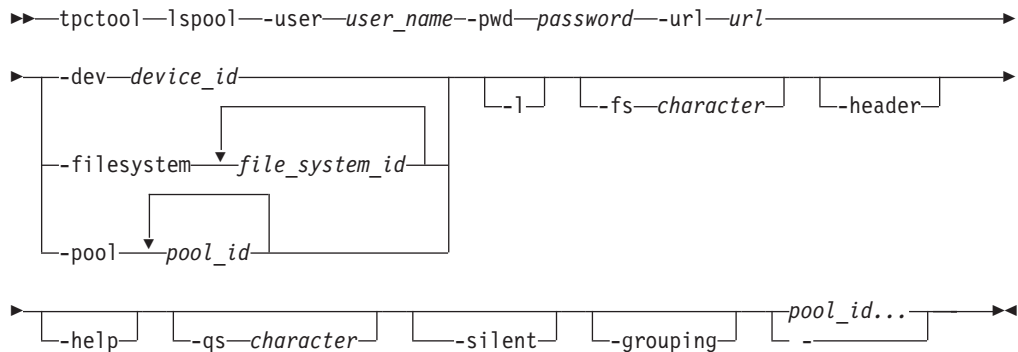 tpctool lspool -user user_name -pwd password -url url
-dev device_id
-l -fs character -header
-filesystem file_system_id
-pool pool_id
pool_id...
-help -qs character -silent -grouping -